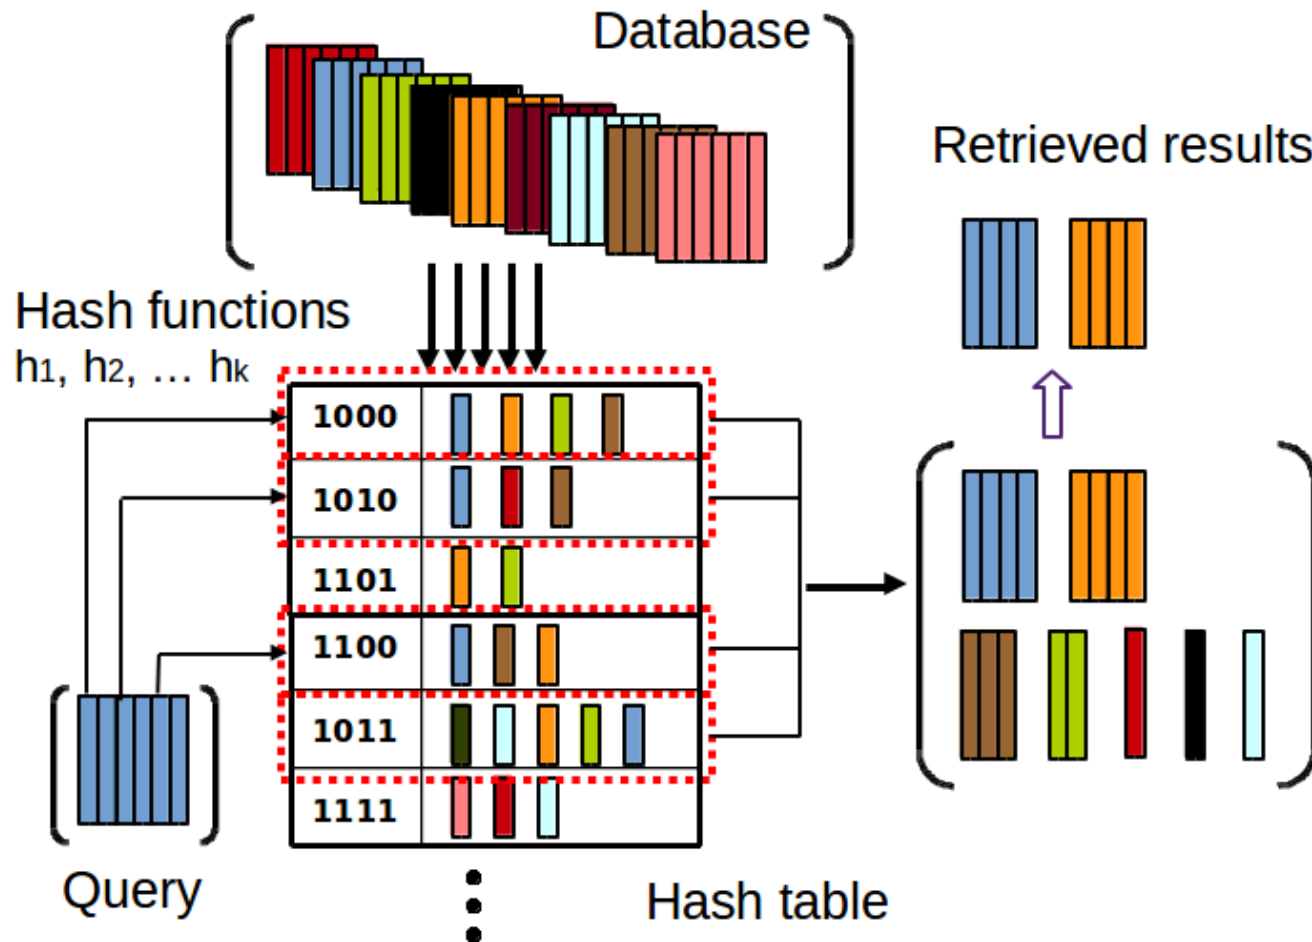 Database
Retrieved results
Hash functions
h1, h2, … hk
1000
1010
1101
1100
1011
1111
Query
Hash table